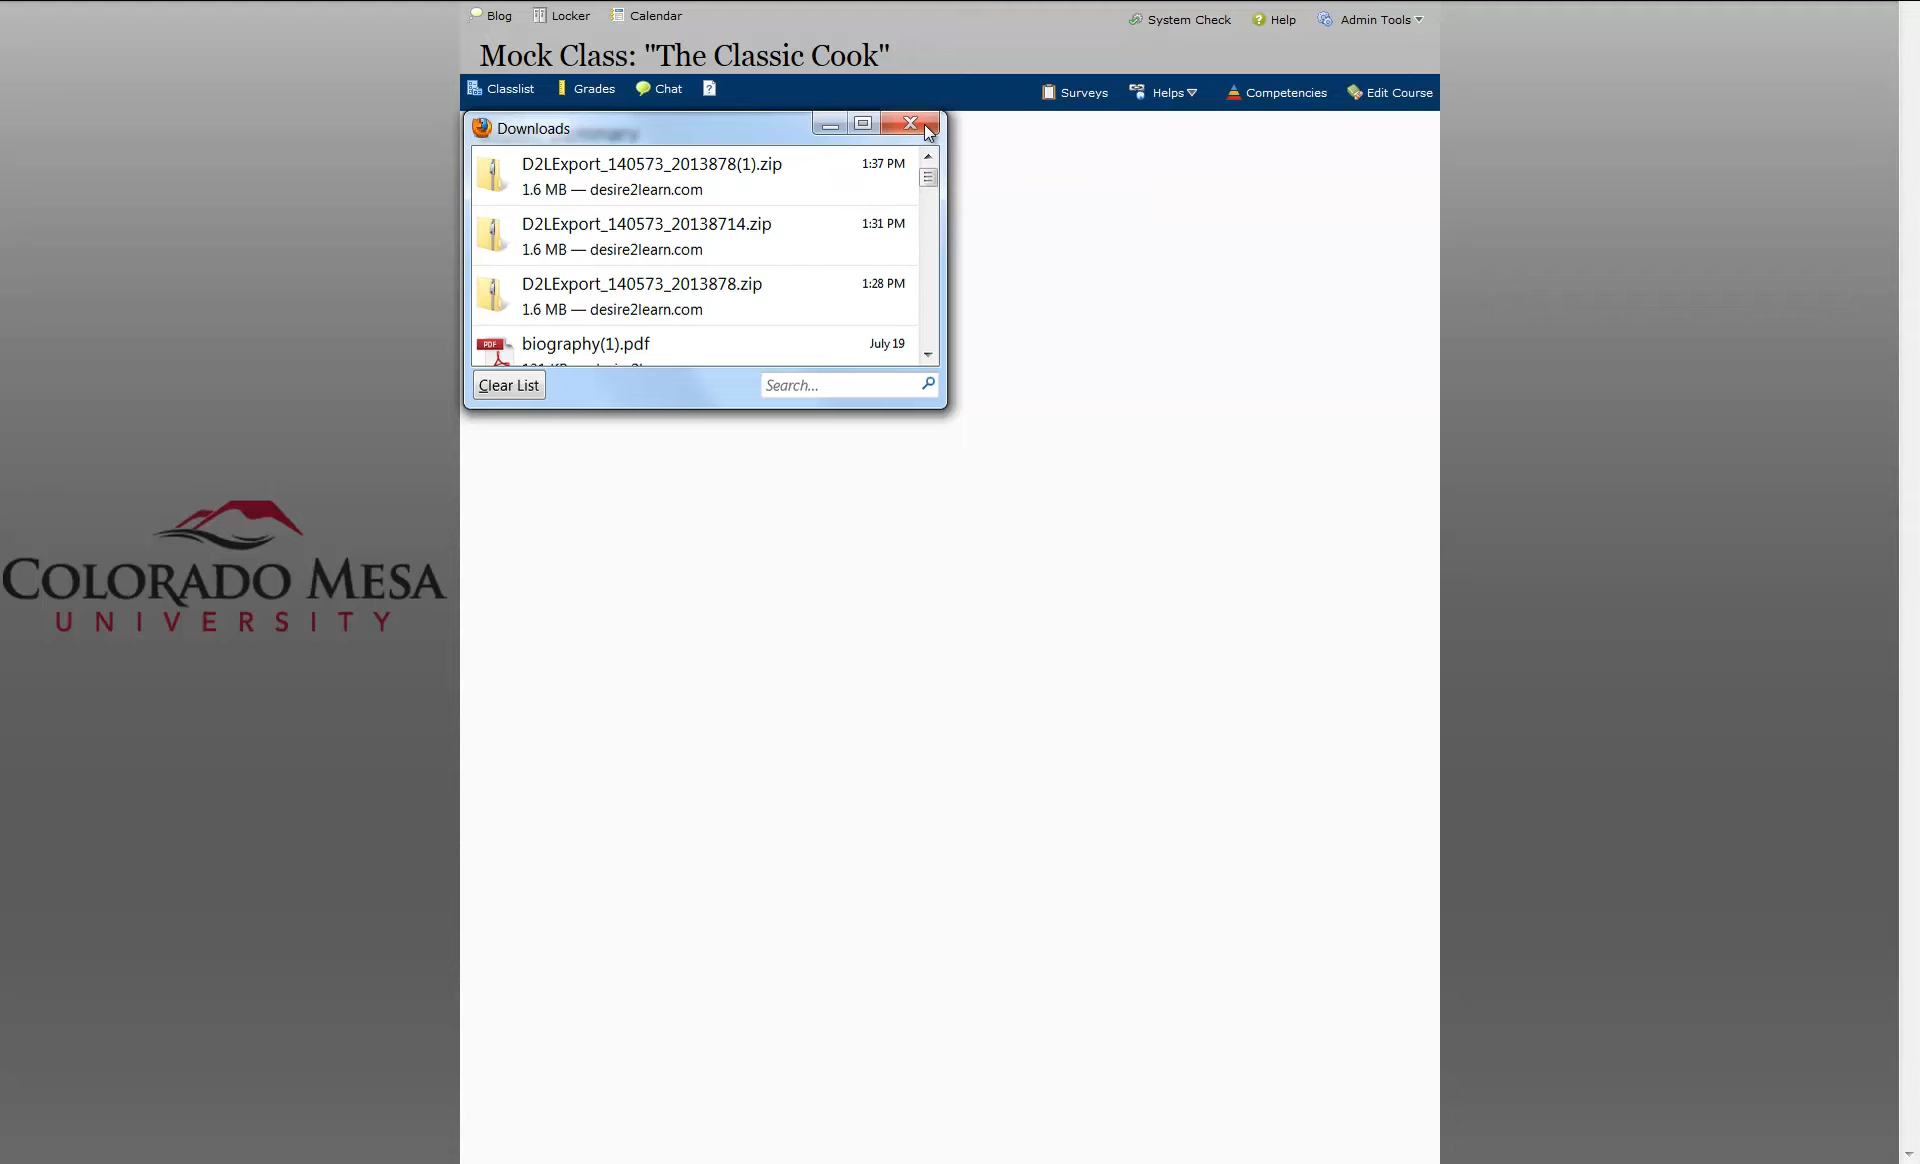 Blog Locker Calendar System Check Help Admin Tools
Mock Class: "The Classic Cook"
Classlist Grades Chat ? Surveys Helps Competencies Edit Course
Downloads
D2LExport_140573_2013878(1).zip 1:37 PM
1.6 MB — desire2learn.com
D2LExport_140573_20138714.zip 1:31 PM
1.6 MB — desire2learn.com
D2LExport_140573_2013878.zip 1:28 PM
1.6 MB — desire2learn.com
PDF biography(1).pdf July 19
Clear List Search...
COLORADO MESA
UNIVERSITY